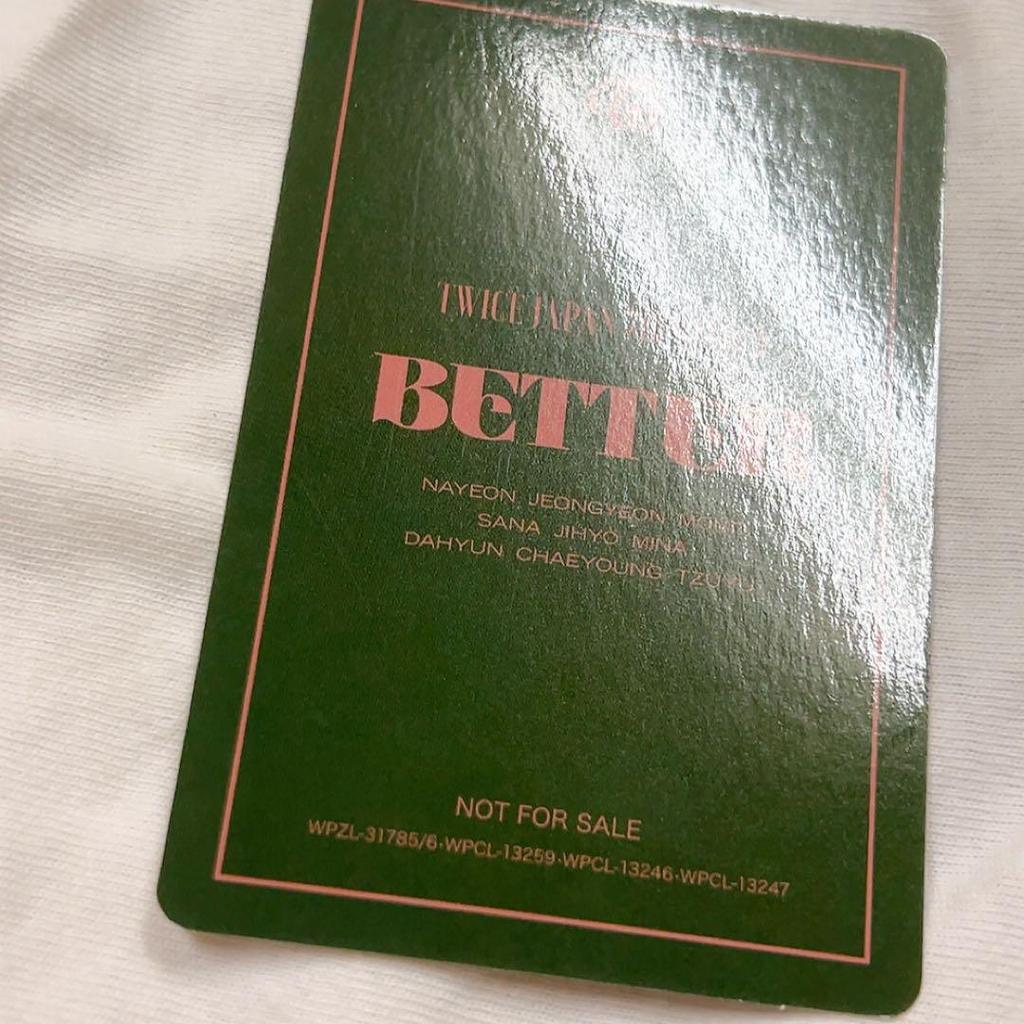 TWICE JAPAN
BETTER
NAYEON JEONGYEON MOMO
SANA JIHYO MINA
DAHYUN CHAEYOUNG TZUYU
NOT FOR SALE
WPZL-31785/6·WPCL-13259·WPCL-13246·WPCL-13247